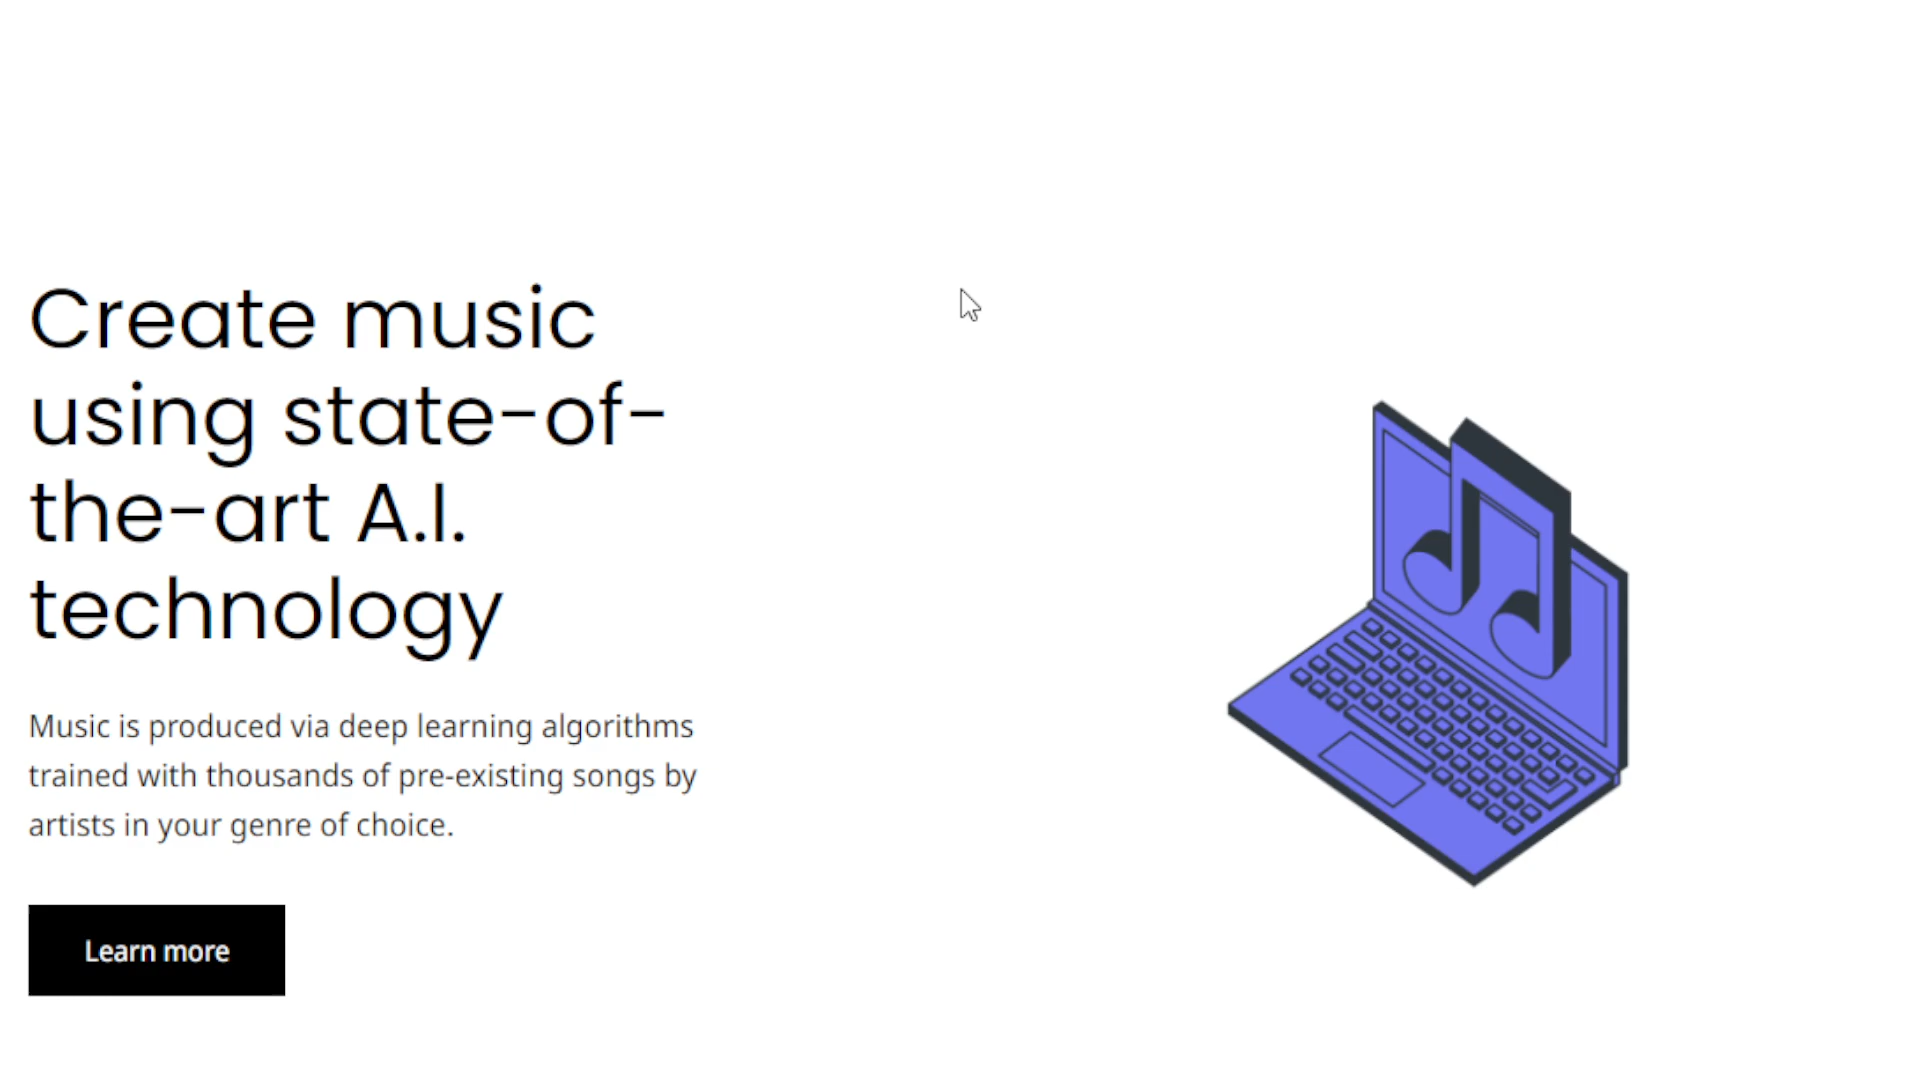 Create music
using state-of-
the-art A.I.
technology
Music is produced via deep learning algorithms
trained with thousands of pre-existing songs by
artists in your genre of choice.
Learn more